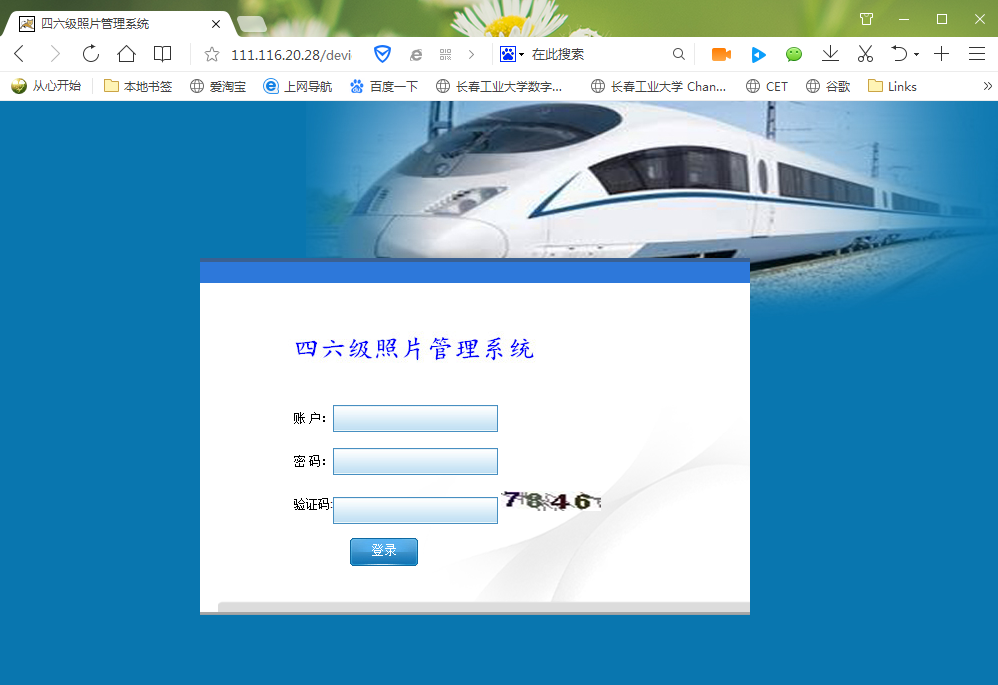 四六级照片管理系统
111.116.20.28/devi
在此搜索
从心开始 本地书签 爱淘宝 上网导航 百度一下 长春工业大学数字... 长春工业大学 Chan... CET 谷歌 Links
四六级照片管理系统
账 户:
密 码:
验证码: 7846
登录